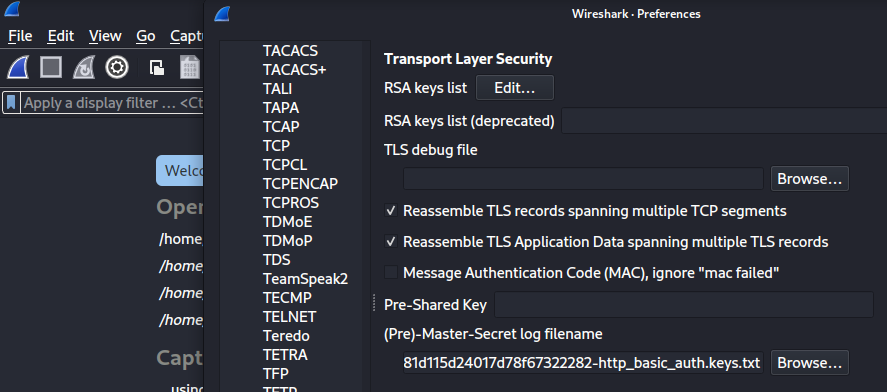 Wireshark · Preferences
File Edit View Go Captu
Apply a display filter ... <Ct
Welco
Open
/home,
/home,
/home,
/home,
Capt
using
TACACS
TACACS+
TALI
TAPA
TCAP
TCP
TCPCL
TCPENCAP
TCPROS
TDMoE
TDMoP
TDS
TeamSpeak2
TECMP
TELNET
Teredo
TETRA
TFP
TFTP
Transport Layer Security
RSA keys list Edit...
RSA keys list (deprecated)
TLS debug file
Browse...
Reassemble TLS records spanning multiple TCP segments
Reassemble TLS Application Data spanning multiple TLS records
Message Authentication Code (MAC), ignore "mac failed"
Pre-Shared Key
(Pre)-Master-Secret log filename
81d115d24017d78f67322282-http_basic_auth.keys.txt Browse...